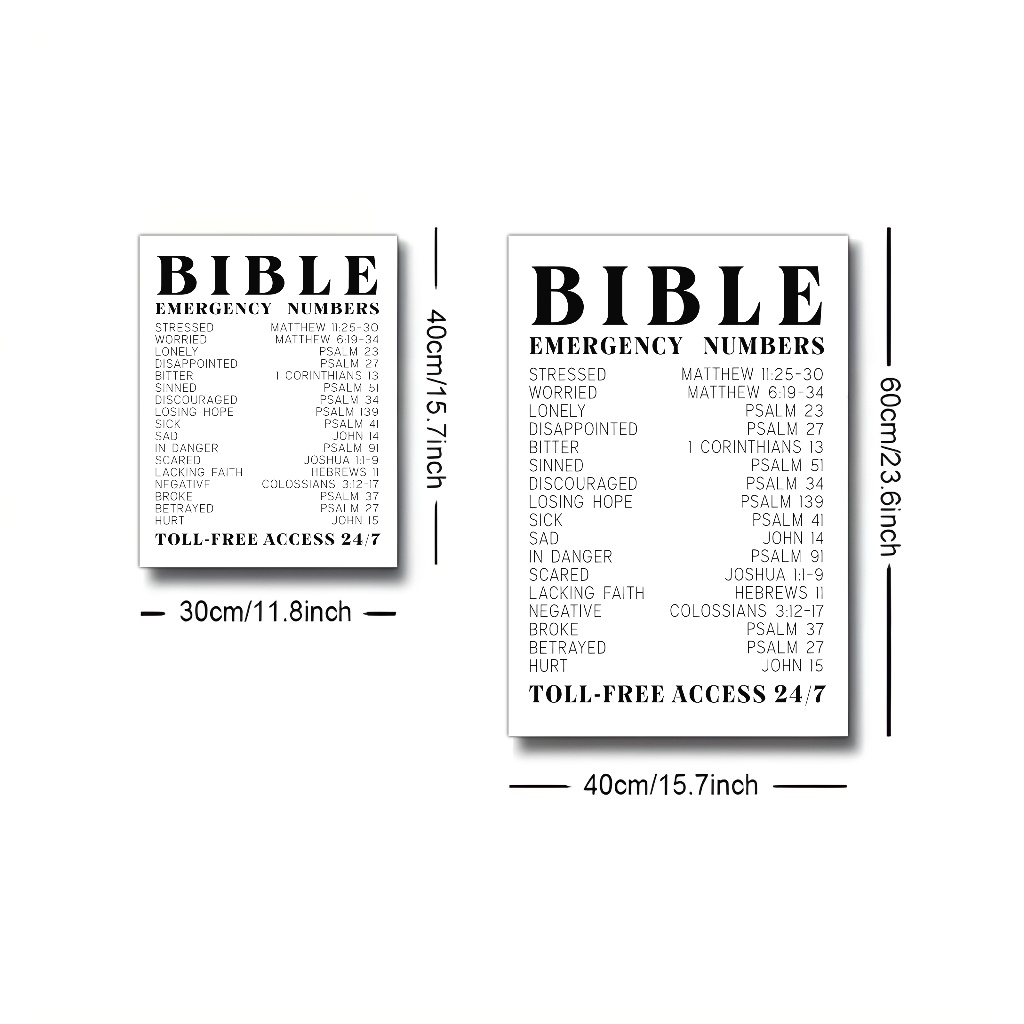 BIBLE
EMERGENCY NUMBERS
STRESSED MATTHEW 11:25-30
WORRIED MATTHEW 6:19-34
LONELY PSALM 23
DISAPPOINTED PSALM 27
BITTER 1 CORINTHIANS 13
SINNED PSALM 51
DISCOURAGED PSALM 34
LOSING HOPE PSALM 139
SICK PSALM 41
SAD JOHN 14
IN DANGER PSALM 91
SCARED JOSHUA 1:1-9
LACKING FAITH HEBREWS 11
NEGATIVE COLOSSIANS 3:12-17
BROKE PSALM 37
BETRAYED PSALM 27
HURT JOHN 15
TOLL-FREE ACCESS 24/7
40cm/15.7inch
30cm/11.8inch
BIBLE
EMERGENCY NUMBERS
STRESSED MATTHEW 11:25-30
WORRIED MATTHEW 6:19-34
LONELY PSALM 23
DISAPPOINTED PSALM 27
BITTER 1 CORINTHIANS 13
SINNED PSALM 51
DISCOURAGED PSALM 34
LOSING HOPE PSALM 139
SICK PSALM 41
SAD JOHN 14
IN DANGER PSALM 91
SCARED JOSHUA 1:1-9
LACKING FAITH HEBREWS 11
NEGATIVE COLOSSIANS 3:12-17
BROKE PSALM 37
BETRAYED PSALM 27
HURT JOHN 15
TOLL-FREE ACCESS 24/7
60cm/23.6inch
40cm/15.7inch